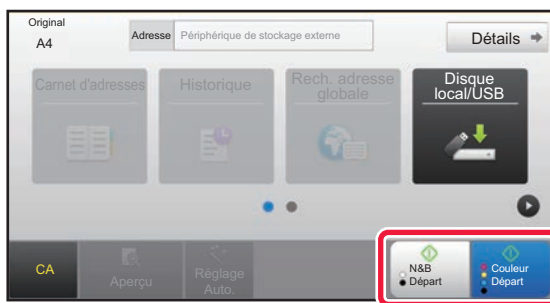 Original
A4
Adresse Périphérique de stockage externe
Détails
Carnet d'adresses
Historique
Rech. adresse
globale
Disque
local/USB
CA
Aperçu
Réglage
Auto.
N&B
Départ
Couleur
Départ